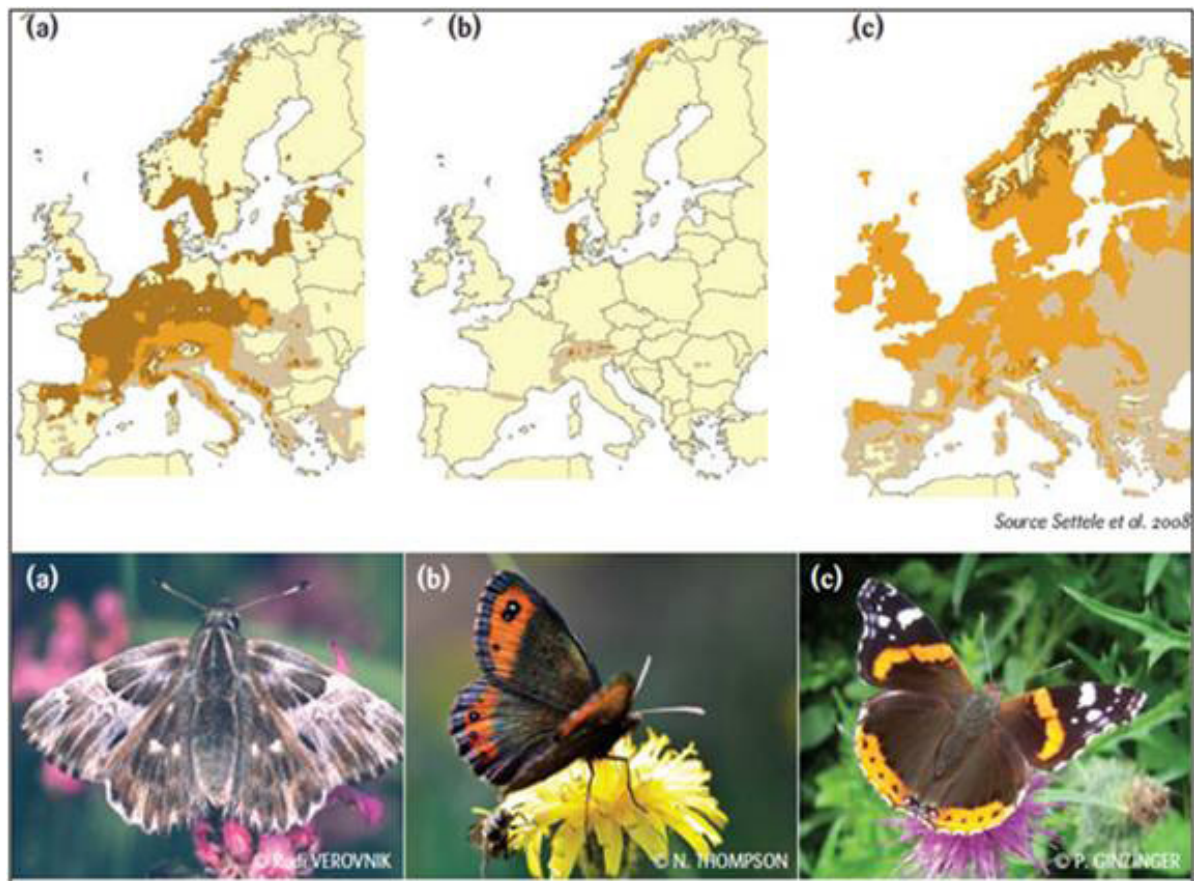 (a)
(b)
(c)
Source Settele et al. 2008
(a)
(b)
(c)
© Rudi VEROVNIK
© N. THOMPSON
© P. GINZINGER